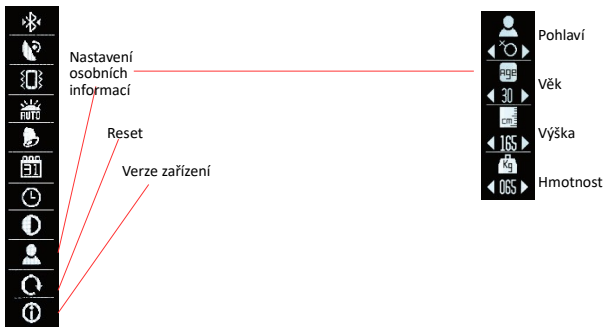 Nastavení
osobních
informací
Reset
Verze zařízení
AUTO
31
Pohlaví
Age
Věk
30
cm
Výška
165
Kg
Hmotnost
065